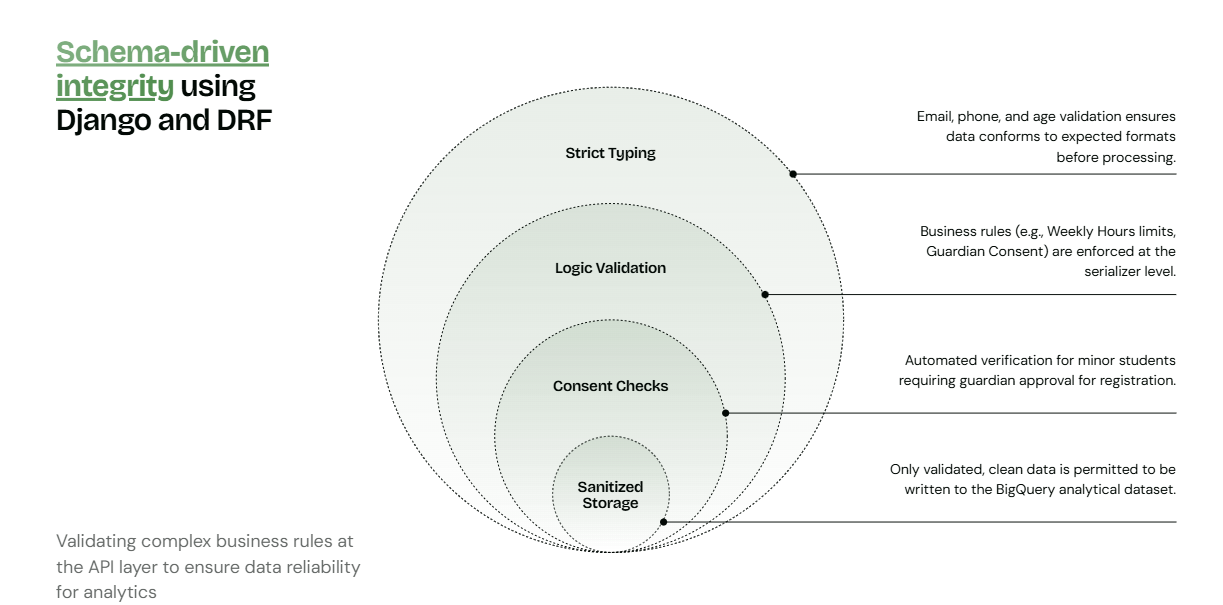 Schema-driven
integrity using
Django and DRF
Strict Typing
Email, phone, and age validation ensures
data conforms to expected formats
before processing.
Logic Validation
Business rules (e.g., Weekly Hours limits,
Guardian Consent) are enforced at the
serializer level.
Consent Checks
Automated verification for minor students
requiring guardian approval for registration.
Sanitized
Storage
Only validated, clean data is permitted to be
written to the BigQuery analytical dataset.
Validating complex business rules at
the API layer to ensure data reliability
for analytics